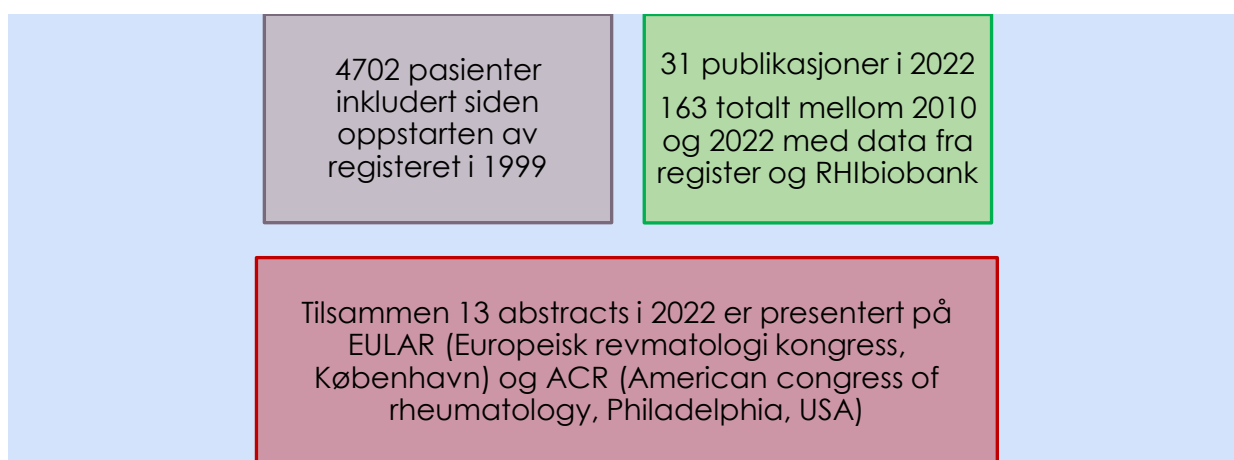 4702 pasienter
inkludert siden
oppstarten av
registeret i 1999
31 publikasjoner i 2022
163 totalt mellom 2010
og 2022 med data fra
register og RHIbiobank
Tilsammen 13 abstracts i 2022 er presentert på
EULAR (Europeisk revmatologi kongress,
København) og ACR (American congress of
rheumatology, Philadelphia, USA)